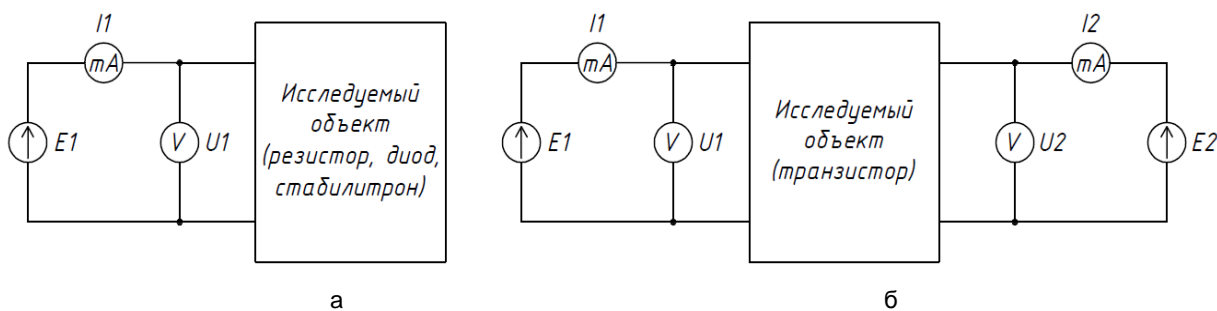 I1
mA
E1
V
U1
Исследуемый
объект
(резистор, диод,
стабилитрон)
а
I1
mA
E1
V
U1
Исследуемый
объект
(транзистор)
V
U2
I2
mA
E2
б